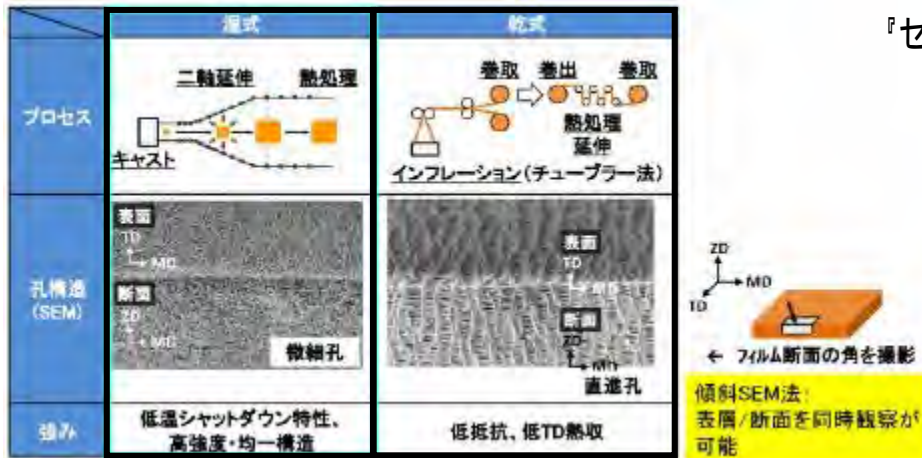 湿式
乾式
『セ
プロセス
二軸延伸 熱処理
キャスト
巻取 巻出 巻取
熱処理
延伸
インフレーション(チューブラー法)
孔構造
(SEM)
表面
TD
MD
断面
ZD
MD
微細孔
表面
TD
MD
断面
ZD
MD
直進孔
ZD
MD
TD
← フィルム断面の角を撮影
傾斜SEM法:
表層/断面を同時観察が
可能
強み
低温シャットダウン特性、
高強度・均一構造
低抵抗、低TD熱収